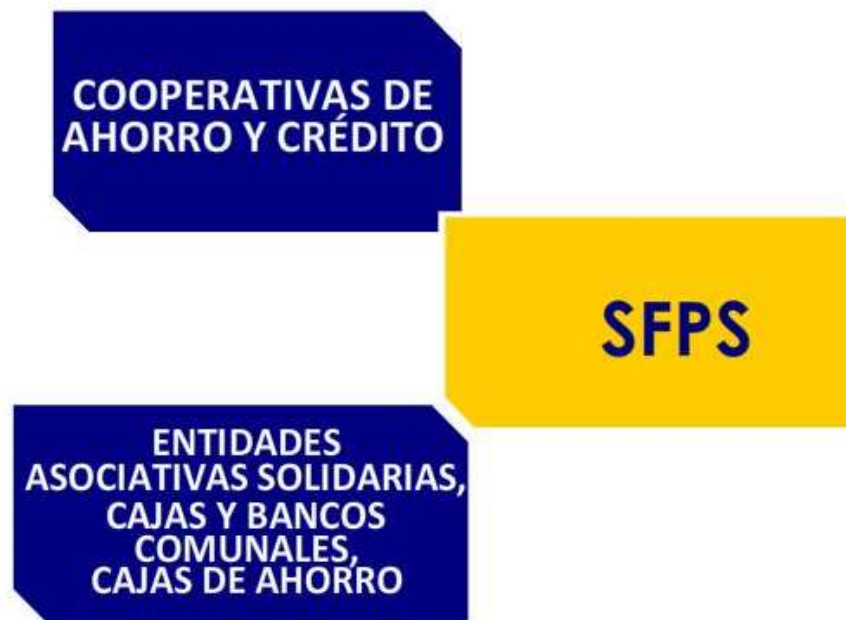 COOPERATIVAS DE
AHORRO Y CRÉDITO
SFPS
ENTIDADES
ASOCIATIVAS SOLIDARIAS,
CAJAS Y BANCOS
COMUNALES,
CAJAS DE AHORRO